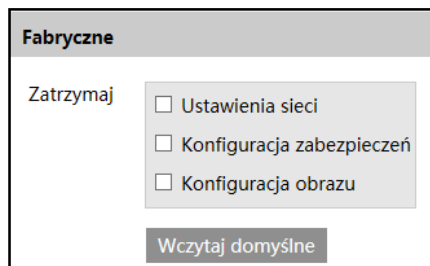 Fabryczne
Zatrzymaj
Ustawienia sieci
Konfiguracja zabezpieczeń
Konfiguracja obrazu
Wczytaj domyślne